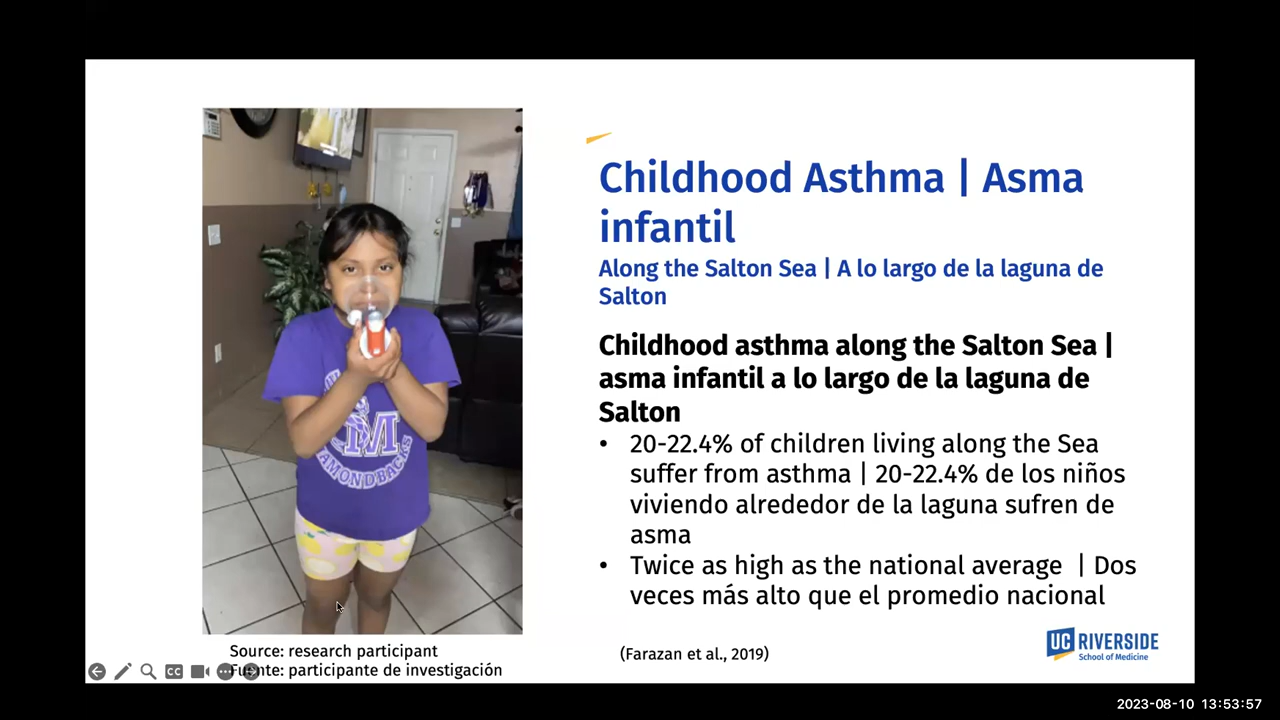 Childhood Asthma | Asma
infantil
Along the Salton Sea | A lo largo de la laguna de
Salton
Childhood asthma along the Salton Sea |
asma infantil a lo largo de la laguna de
Salton
• 20-22.4% of children living along the Sea
suffer from asthma | 20-22.4% de los niños
viviendo alrededor de la laguna sufren de
asma
• Twice as high as the national average | Dos
veces más alto que el promedio nacional
M
AMONDBACKS
Source: research participant
Fuente: participante de investigación
(Farazan et al., 2019)
UC RIVERSIDE
School of Medicine
CC
2023-08-10 13:53:57